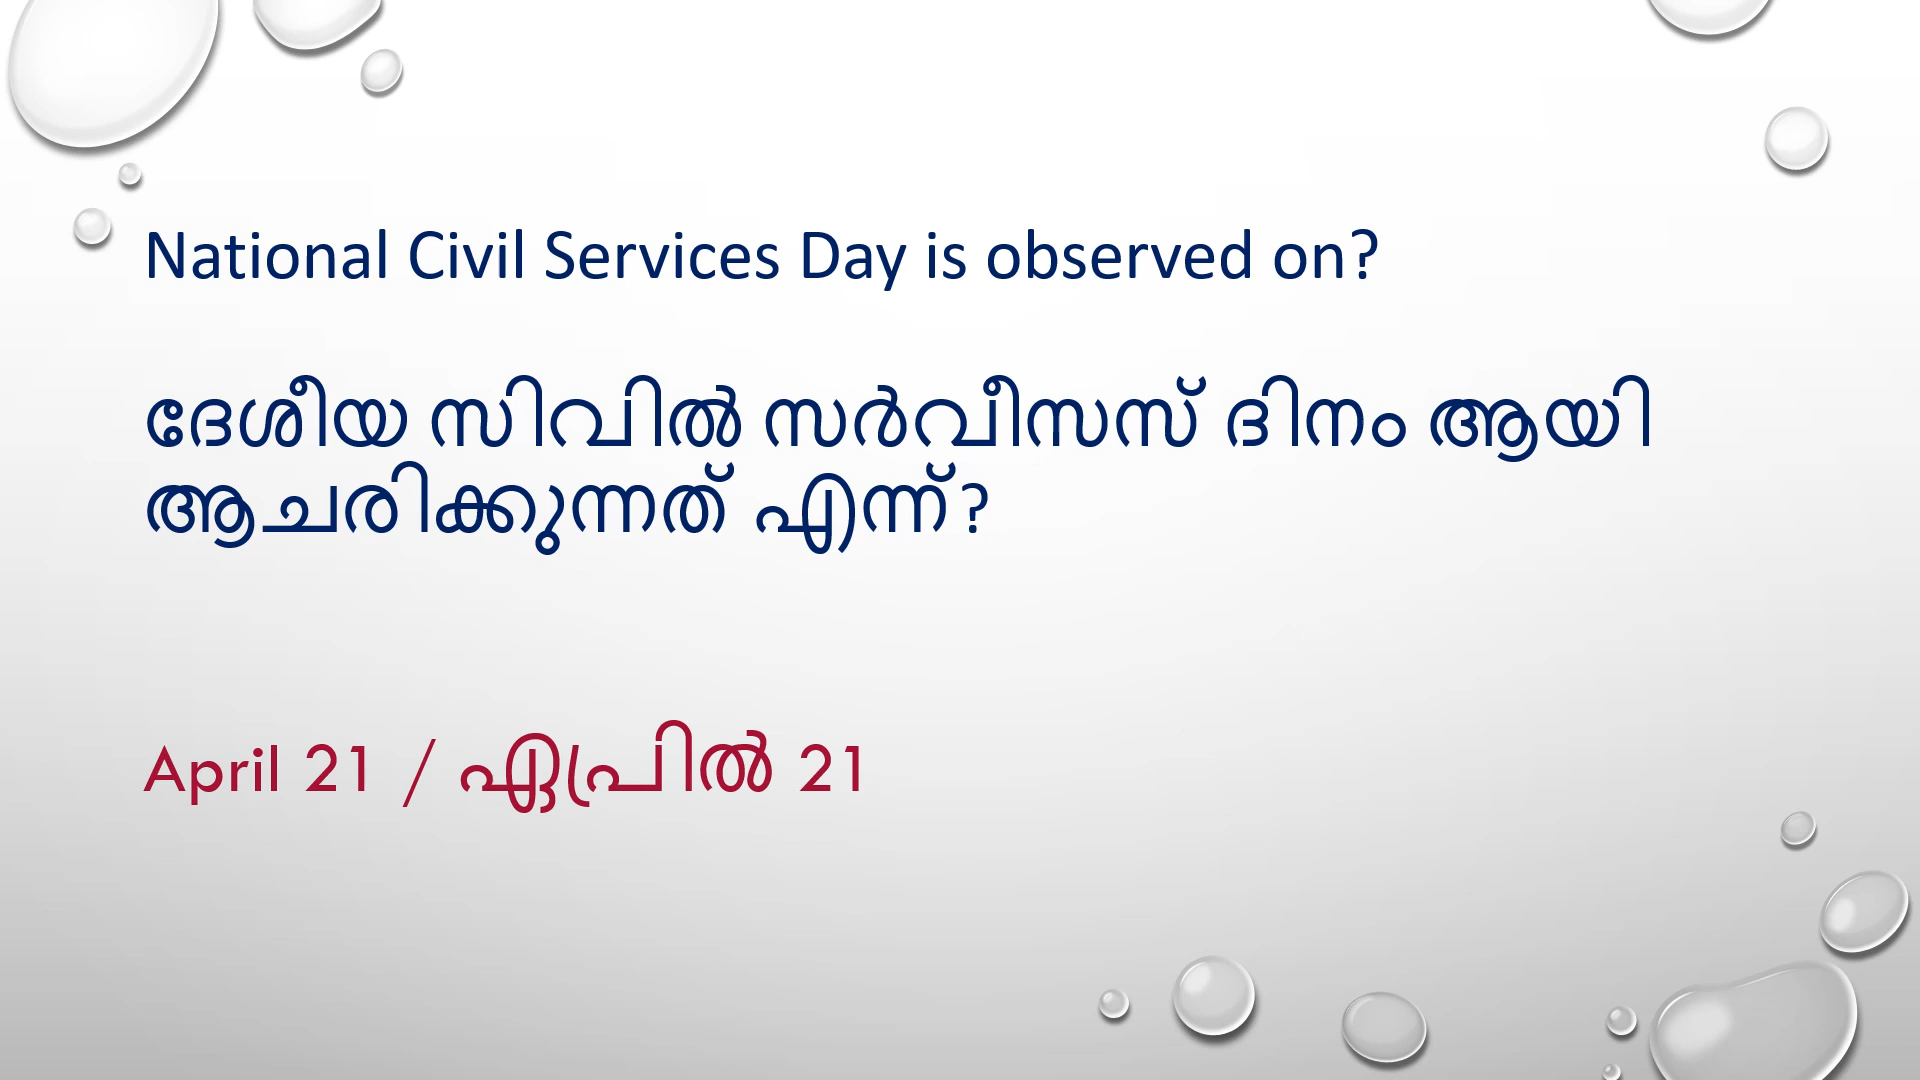 National Civil Services Day is observed on?
ദേശീയ സിവിൽ സർവീസസ് ദിനം ആയി
ആചരിക്കുന്നത് എന്ന്?
April 21 / ഏപ്രിൽ 21